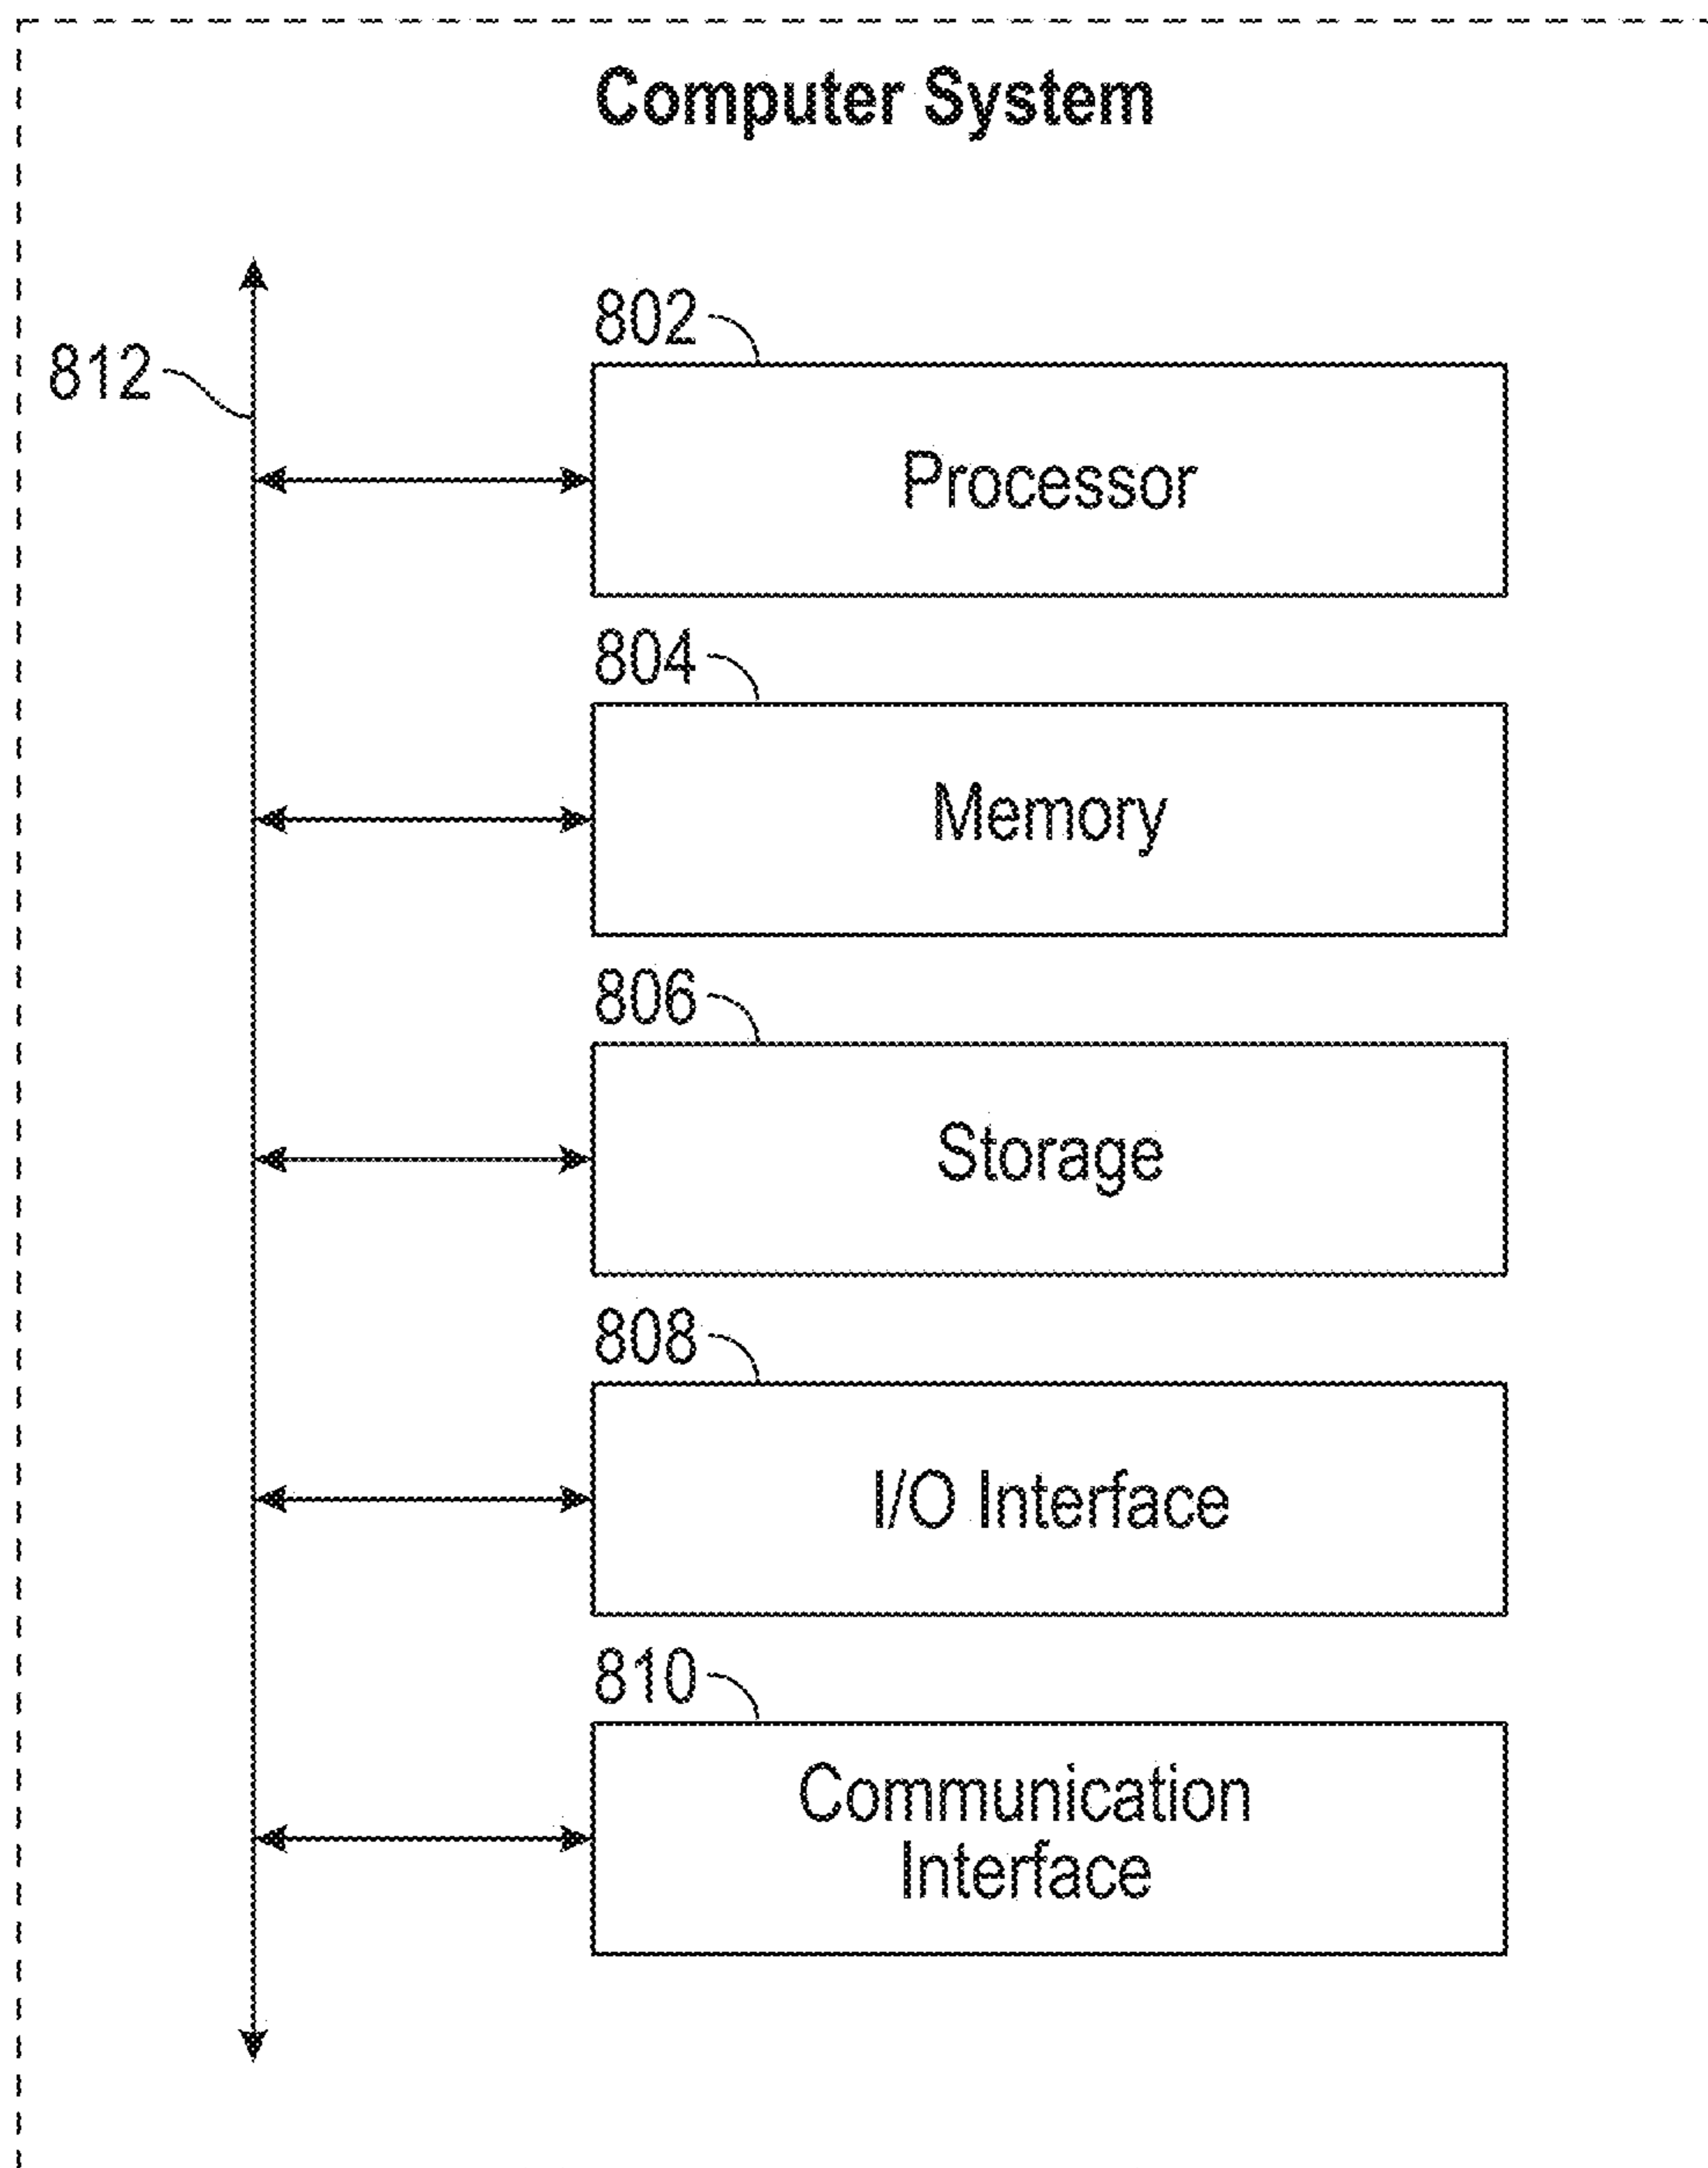 Computer System
812
802
Processor
804
Memory
806
Storage
808
I/O Interface
810
Communication
Interface